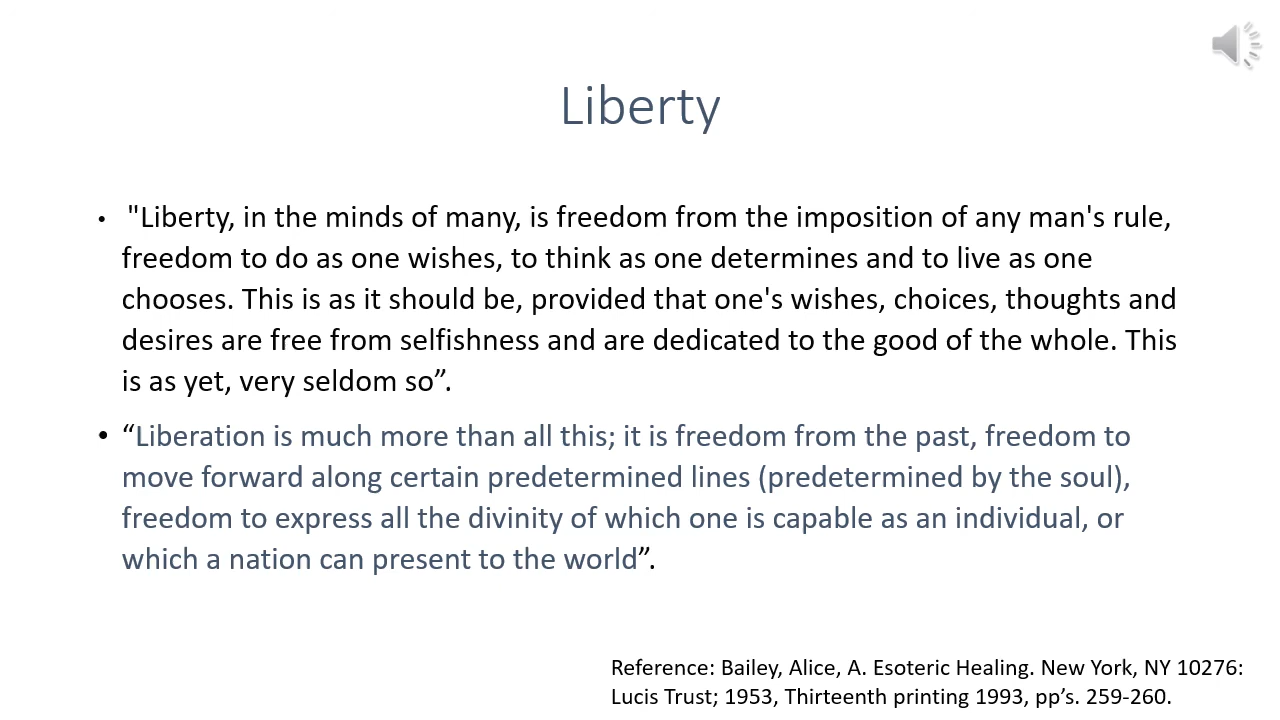 Liberty
• "Liberty, in the minds of many, is freedom from the imposition of any man's rule,
freedom to do as one wishes, to think as one determines and to live as one
chooses. This is as it should be, provided that one's wishes, choices, thoughts and
desires are free from selfishness and are dedicated to the good of the whole. This
is as yet, very seldom so”.
• “Liberation is much more than all this; it is freedom from the past, freedom to
move forward along certain predetermined lines (predetermined by the soul),
freedom to express all the divinity of which one is capable as an individual, or
which a nation can present to the world”.
Reference: Bailey, Alice, A. Esoteric Healing. New York, NY 10276:
Lucis Trust; 1953, Thirteenth printing 1993, pp’s. 259-260.